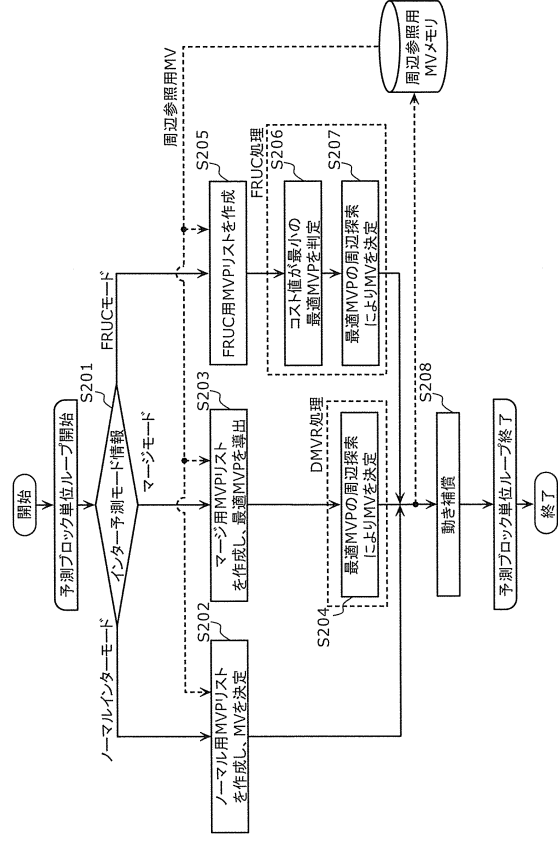 開始
予測ブロック単位ループ開始
S201
インター予測モード情報
ノーマルインターモード
マージモード
FRUCモード
周辺参照用MV
S202
ノーマル用MVPリスト
を作成し、MVを決定
S203
マージ用MVPリスト
を作成し、最適MVPを導出
S205
FRUC用MVPリストを作成
FRUC処理
S206
コスト値が最小の
最適MVPを判定
S207
最適MVPの周辺探索
によりMVを決定
DMVR処理
S204
最適MVPの周辺探索
によりMVを決定
周辺参照用
MVメモリ
S208
動き補償
予測ブロック単位ループ終了
終了